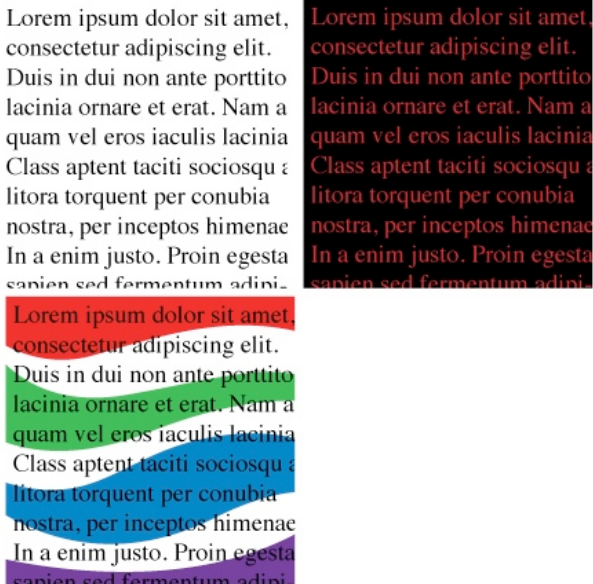 Lorem ipsum dolor sit amet,
consectetur adipiscing elit.
Duis in dui non ante porttito
lacinia ornare et erat. Nam a
quam vel eros iaculis lacinia
Class aptent taciti sociosqu a
litora torquent per conubia
nostra, per inceptos himenae
In a enim justo. Proin egesta
sapien sed fermentum adipi-
Lorem ipsum dolor sit amet,
consectetur adipiscing elit.
Duis in dui non ante porttito
lacinia ornare et erat. Nam a
quam vel eros iaculis lacinia
Class aptent taciti sociosqu a
litora torquent per conubia
nostra, per inceptos himenae
In a enim justo. Proin egesta
sapien sed fermentum adipi-
Lorem ipsum dolor sit amet,
consectetur adipiscing elit.
Duis in dui non ante porttito
lacinia ornare et erat. Nam a
quam vel eros iaculis lacinia
Class aptent taciti sociosqu a
litora torquent per conubia
nostra, per inceptos himenae
In a enim justo. Proin egesta
sapien sed fermentum adipi-